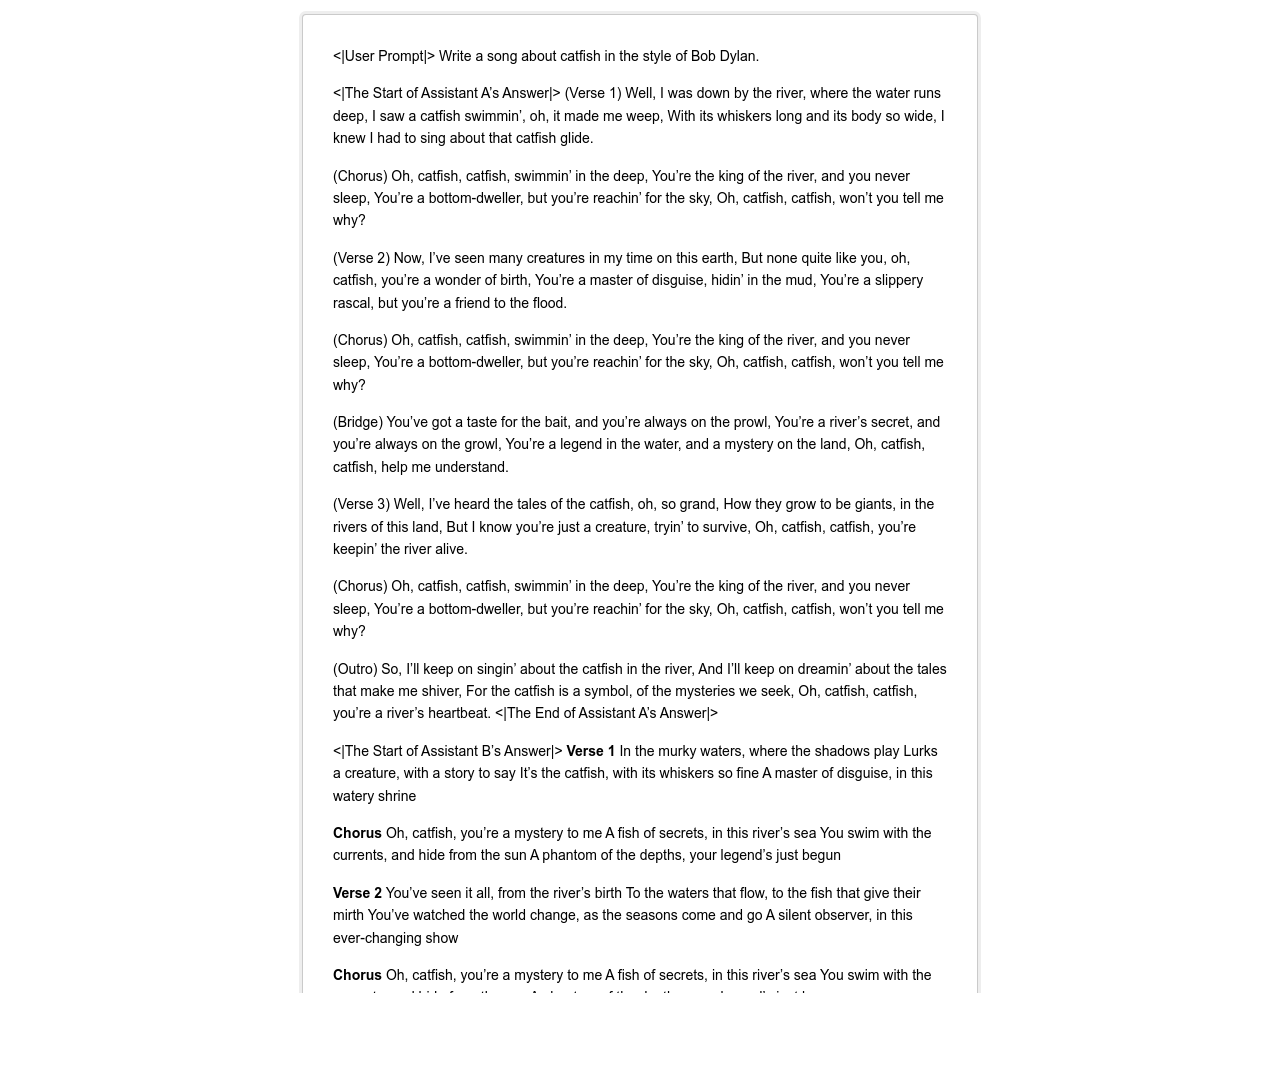 <|User Prompt|> Write a song about catfish in the style of Bob Dylan.
<|The Start of Assistant A’s Answer|> (Verse 1) Well, I was down by the river, where the water runs
deep, I saw a catfish swimmin’, oh, it made me weep, With its whiskers long and its body so wide, I
knew I had to sing about that catfish glide.
(Chorus) Oh, catfish, catfish, swimmin’ in the deep, You’re the king of the river, and you never
sleep, You’re a bottom-dweller, but you’re reachin’ for the sky, Oh, catfish, catfish, won’t you tell me
why?
(Verse 2) Now, I’ve seen many creatures in my time on this earth, But none quite like you, oh,
catfish, you’re a wonder of birth, You’re a master of disguise, hidin’ in the mud, You’re a slippery
rascal, but you’re a friend to the flood.
(Chorus) Oh, catfish, catfish, swimmin’ in the deep, You’re the king of the river, and you never
sleep, You’re a bottom-dweller, but you’re reachin’ for the sky, Oh, catfish, catfish, won’t you tell me
why?
(Bridge) You’ve got a taste for the bait, and you’re always on the prowl, You’re a river’s secret, and
you’re always on the growl, You’re a legend in the water, and a mystery on the land, Oh, catfish,
catfish, help me understand.
(Verse 3) Well, I’ve heard the tales of the catfish, oh, so grand, How they grow to be giants, in the
rivers of this land, But I know you’re just a creature, tryin’ to survive, Oh, catfish, catfish, you’re
keepin’ the river alive.
(Chorus) Oh, catfish, catfish, swimmin’ in the deep, You’re the king of the river, and you never
sleep, You’re a bottom-dweller, but you’re reachin’ for the sky, Oh, catfish, catfish, won’t you tell me
why?
(Outro) So, I’ll keep on singin’ about the catfish in the river, And I’ll keep on dreamin’ about the tales
that make me shiver, For the catfish is a symbol, of the mysteries we seek, Oh, catfish, catfish,
you’re a river’s heartbeat. <|The End of Assistant A’s Answer|>
<|The Start of Assistant B’s Answer|> Verse 1 In the murky waters, where the shadows play Lurks
a creature, with a story to say It’s the catfish, with its whiskers so fine A master of disguise, in this
watery shrine
Chorus Oh, catfish, you’re a mystery to me A fish of secrets, in this river’s sea You swim with the
currents, and hide from the sun A phantom of the depths, your legend’s just begun
Verse 2 You’ve seen it all, from the river’s birth To the waters that flow, to the fish that give their
mirth You’ve watched the world change, as the seasons come and go A silent observer, in this
ever-changing show
Chorus Oh, catfish, you’re a mystery to me A fish of secrets, in this river’s sea You swim with the